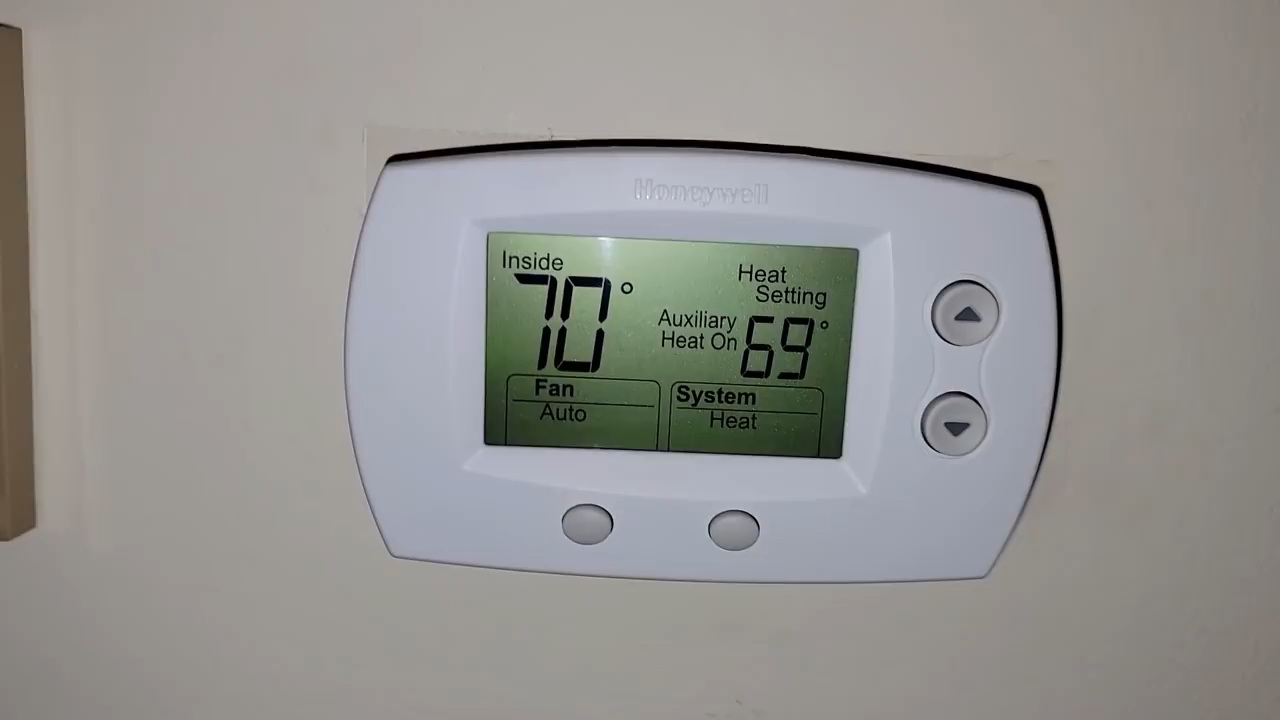 Honeywell
Inside
70°
Heat
Setting
Auxiliary
Heat On
69°
Fan
Auto
System
Heat